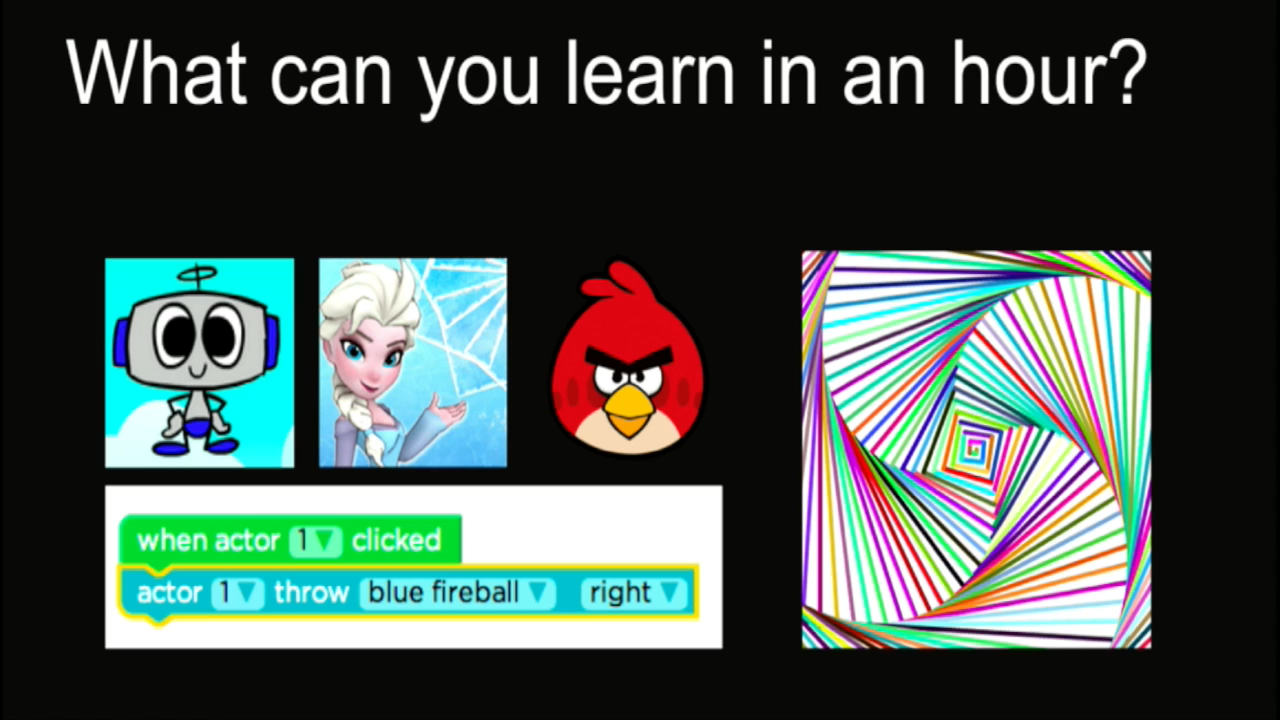 What can you learn in an hour?
when actor 1 clicked
actor 1 throw blue fireball right